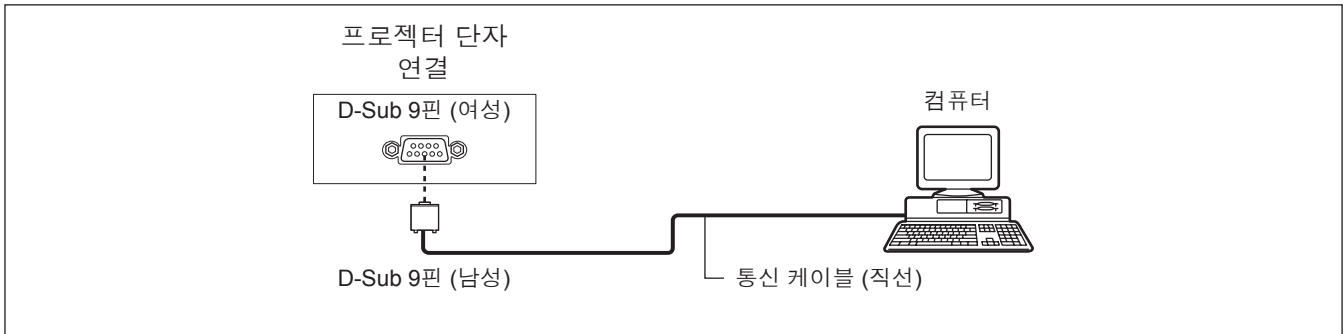 프로젝터 단자
연결
D-Sub 9핀 (여성)
컴퓨터
D-Sub 9핀 (남성)
통신 케이블 (직선)